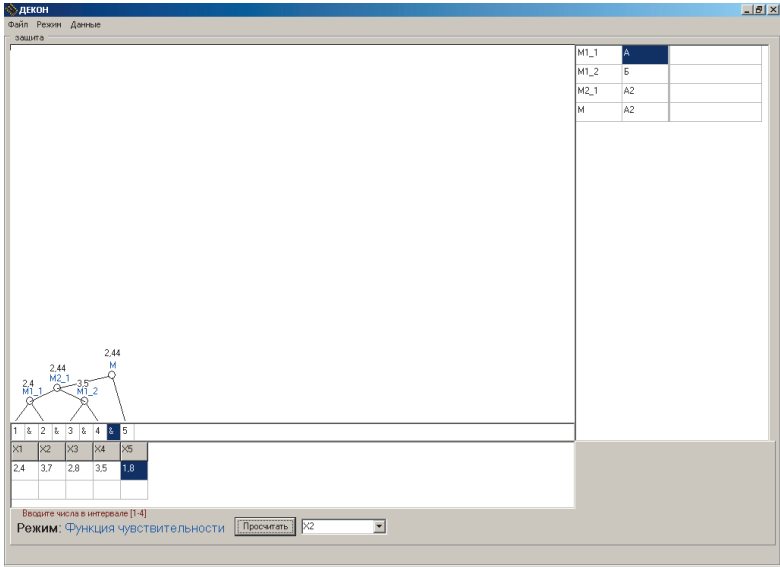 ДЕКОН
Файл Режим Данные
защита
M1_1 А
M1_2 Б
M2_1 А2
M А2
2,44
M
2,44
M2_1
2,4 3,5
M1_1 M1_2
1 & 2 & 3 & 4 & 5
X1 X2 X3 X4 X5
2,4 3,7 2,8 3,5 1,8
Вводите числа в интервале [1-4]
Режим: Функция чувствительности Просчитать X2